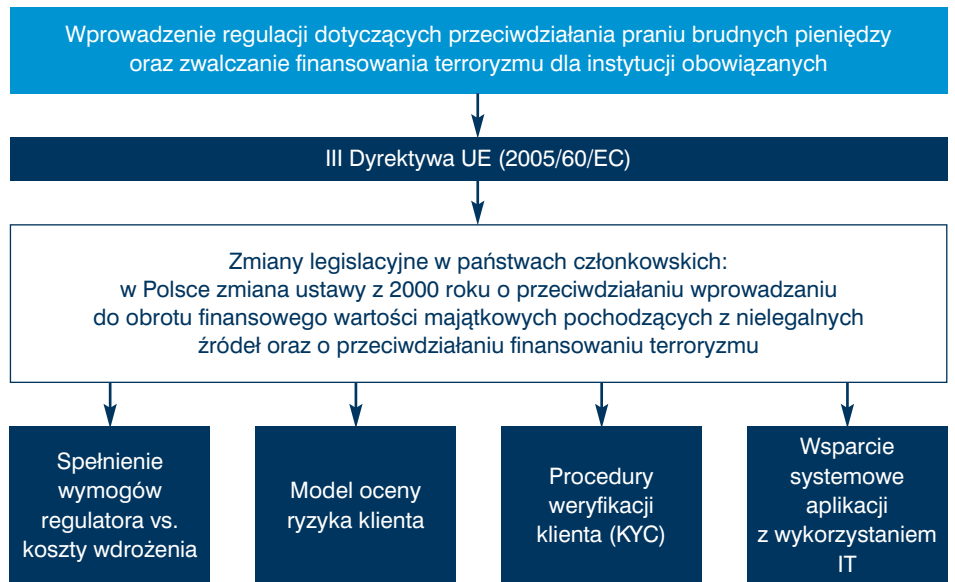 Wprowadzenie regulacji dotyczących przeciwdziałania praniu brudnych pieniędzy
oraz zwalczanie finansowania terroryzmu dla instytucji obowiązanych
III Dyrektywa UE (2005/60/EC)
Zmiany legislacyjne w państwach członkowskich:
w Polsce zmiana ustawy z 2000 roku o przeciwdziałaniu wprowadzaniu
do obrotu finansowego wartości majątkowych pochodzących z nielegalnych
źródeł oraz o przeciwdziałaniu finansowaniu terroryzmu
Spełnienie
wymogów
regulatora vs.
koszty wdrożenia
Model oceny
ryzyka klienta
Procedury
weryfikacji
klienta (KYC)
Wsparcie
systemowe
aplikacji
z wykorzystaniem
IT